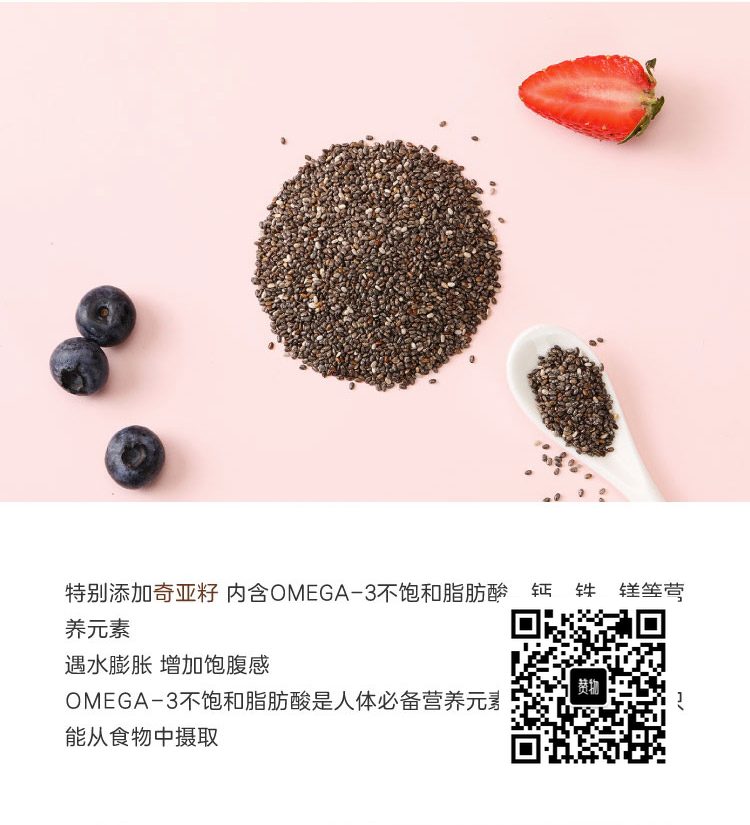 特别添加奇亚籽 内含OMEGA-3不饱和脂肪酸 钙 铁 镁等营
养元素
遇水膨胀 增加饱腹感
OMEGA-3不饱和脂肪酸是人体必备营养元素 只
能从食物中摄取
赞物